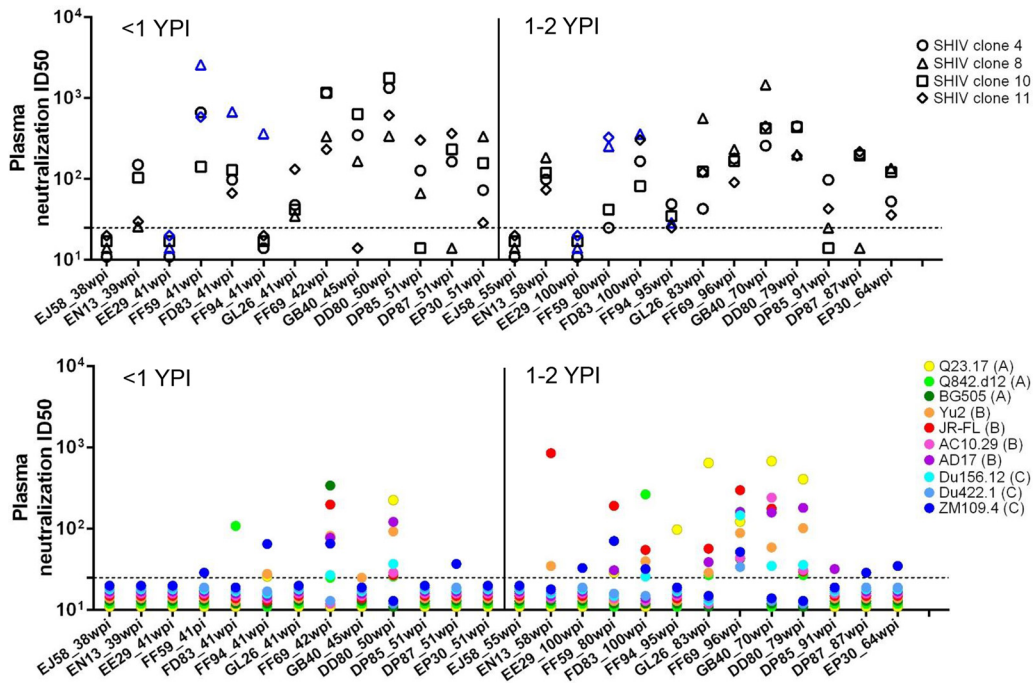 <1 YPI
1-2 YPI
Plasma
neutralization ID50
10⁴
10³
10²
10¹
SHIV clone 4
SHIV clone 8
SHIV clone 10
SHIV clone 11
EJ58_38wpi
EN13_39wpi
EE29_41wpi
FF59_41wpi
FD83_41wpi
FF94_41wpi
GL26_41wpi
FF69_42wpi
GB40_45wpi
DD80_50wpi
DP85_51wpi
DP87_51wpi
EP30_51wpi
EJ58_55wpi
EN13_58wpi
EE29_100wpi
FF59_80wpi
FD83_100wpi
FF94_95wpi
GL26_83wpi
FF69_96wpi
GB40_70wpi
DD80_79wpi
DP85_91wpi
DP87_87wpi
EP30_64wpi
<1 YPI
1-2 YPI
Plasma
neutralization ID50
10⁴
10³
10²
10¹
Q23.17 (A)
Q842.d12 (A)
BG505 (A)
Yu2 (B)
JR-FL (B)
AC10.29 (B)
AD17 (B)
Du156.12 (C)
Du422.1 (C)
ZM109.4 (C)
EJ58_38wpi
EN13_39wpi
EE29_41wpi
FF59_41pi
FD83_41wpi
FF94_41wpi
GL26_41wpi
FF69_42wpi
GB40_45wpi
DD80_50wpi
DP85_51wpi
DP87_51wpi
EP30_51wpi
EJ58_55wpi
EN13_58wpi
EE29_100wpi
FF59_80wpi
FD83_100wpi
FF94_95wpi
GL26_83wpi
FF69_96wpi
GB40_70wpi
DD80_79wpi
DP85_91wpi
DP87_87wpi
EP30_64wpi